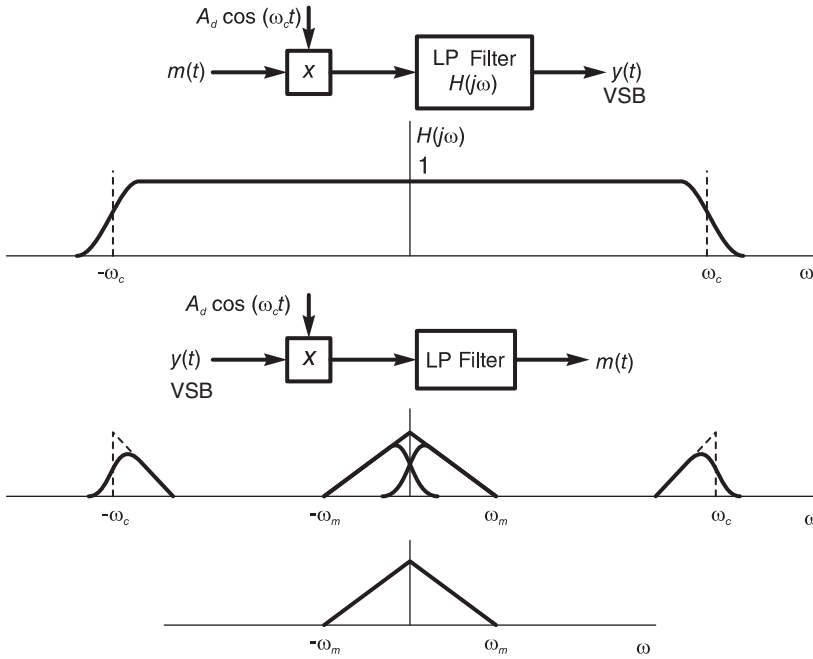 A_d cos (ω_c t)
m(t)
x
LP Filter
H(jω)
y(t)
VSB
H(jω)
1
-ω_c
ω_c
ω
A_d cos (ω_c t)
y(t)
VSB
x
LP Filter
m(t)
-ω_c
-ω_m
ω_m
ω_c
ω
-ω_m
ω_m
ω